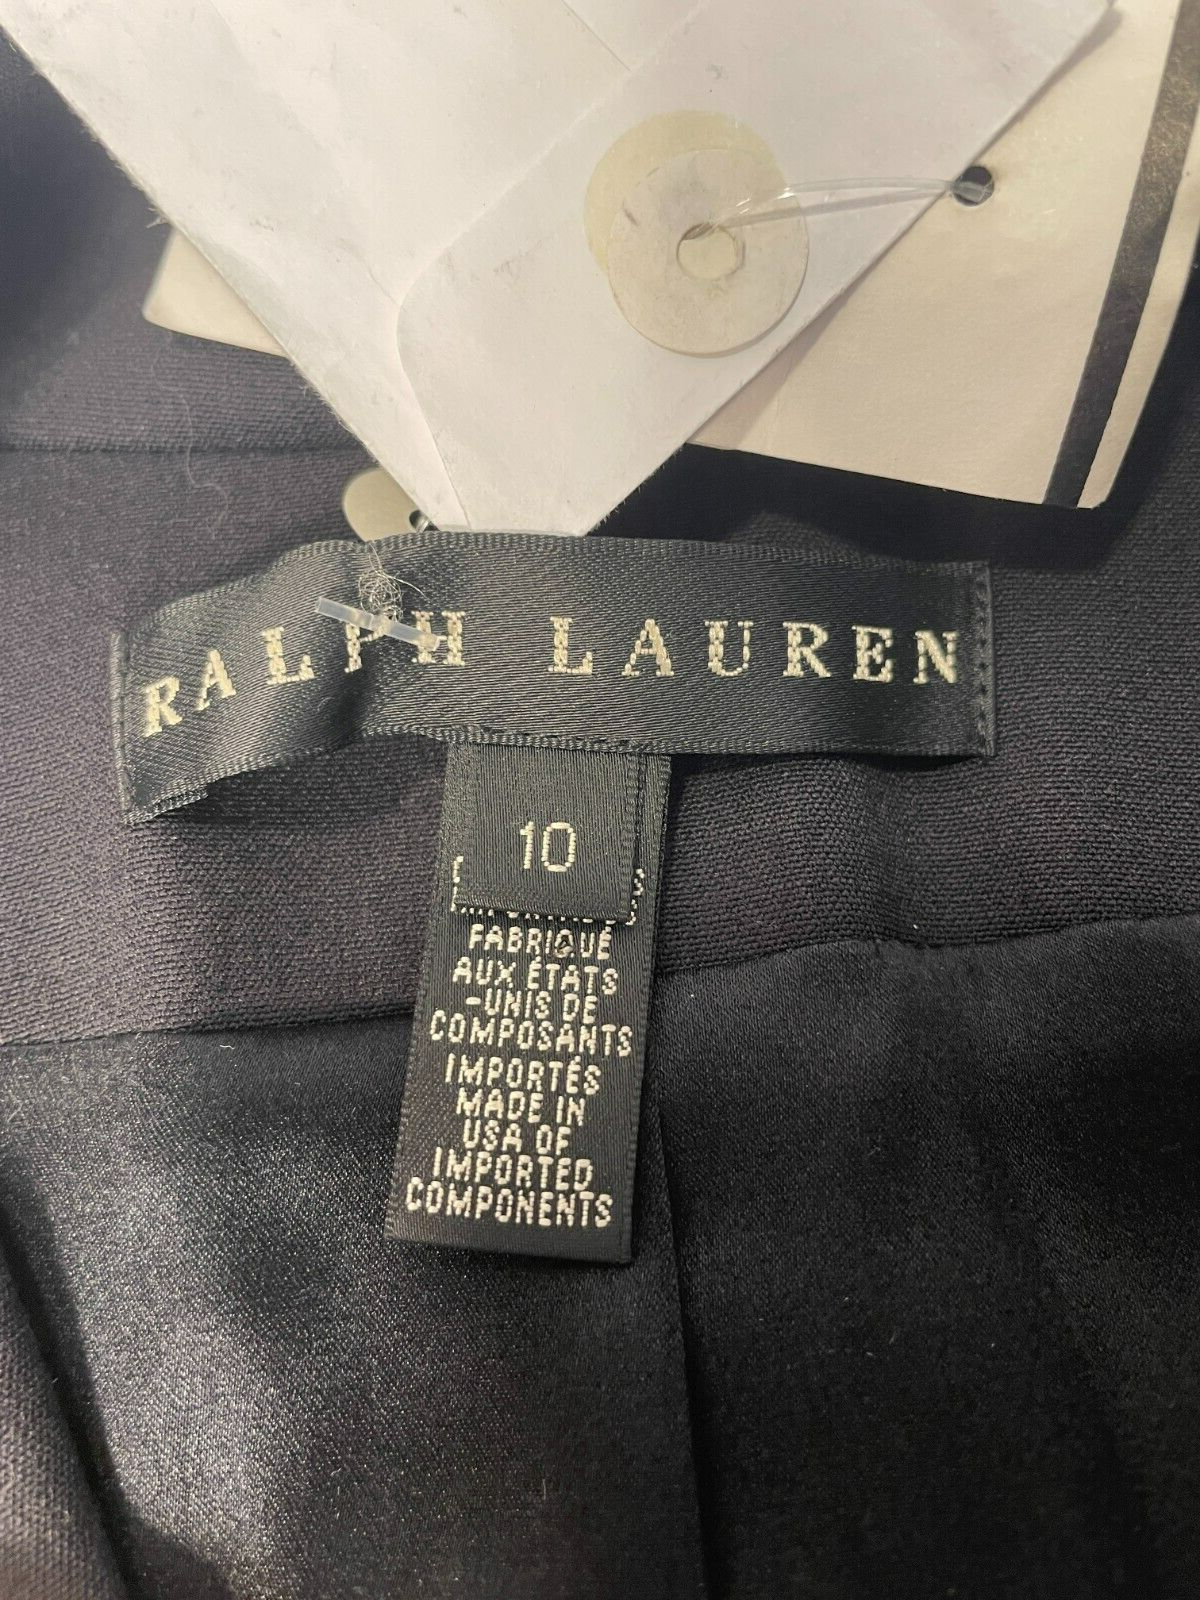 RALPH LAUREN
10
FABRIQUÉ
AUX ÉTATS
-UNIS DE
COMPOSANTS
IMPORTÉS
MADE IN
USA OF
IMPORTED
COMPONENTS